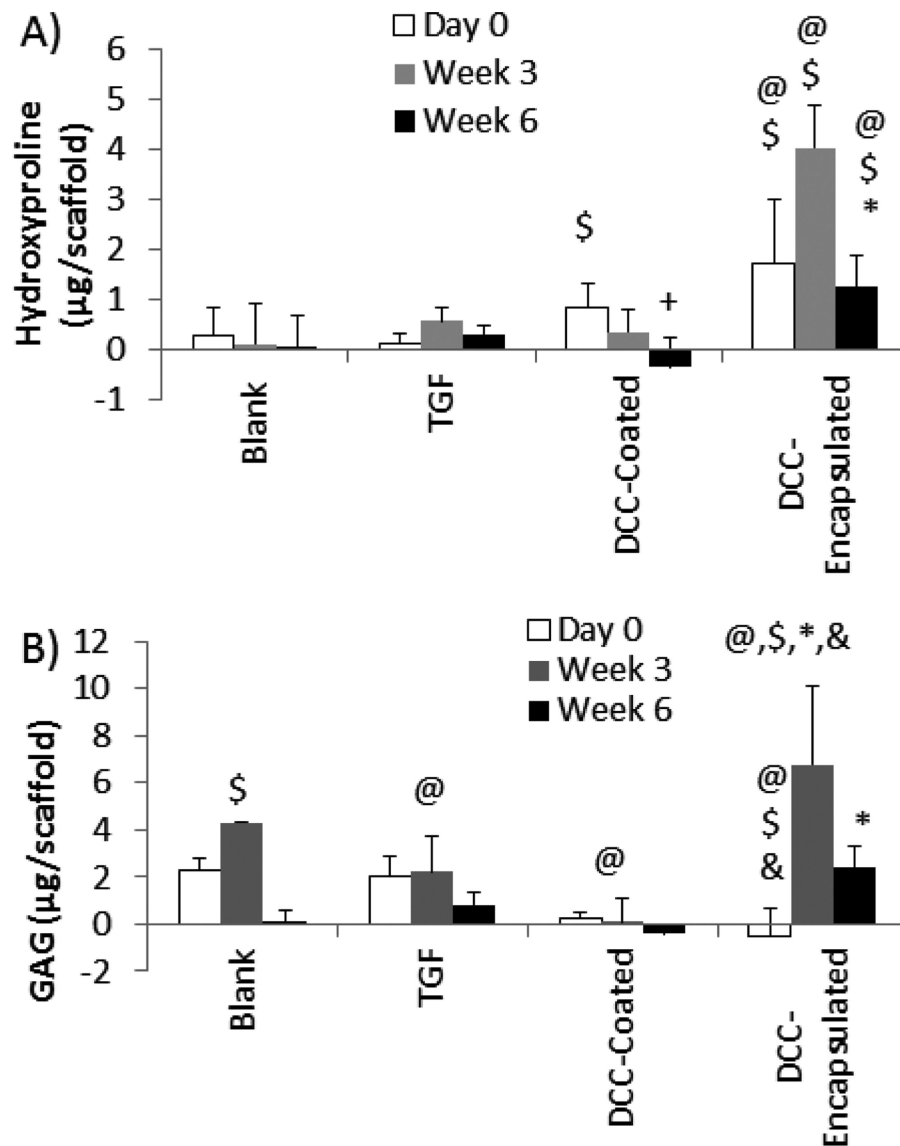 A)
Day 0
Week 3
Week 6
Hydroxyproline
(µg/scaffold)
6
5
4
3
2
1
0
-1
$
+
@
$
@
$
@
$
*
Blank
TGF
DCC-Coated
DCC-
Encapsulated
B)
Day 0
Week 3
Week 6
GAG (µg/scaffold)
12
10
8
6
4
2
0
-2
$
@
@
@
$
&
@,$,*,&
*
Blank
TGF
DCC-Coated
DCC-
Encapsulated